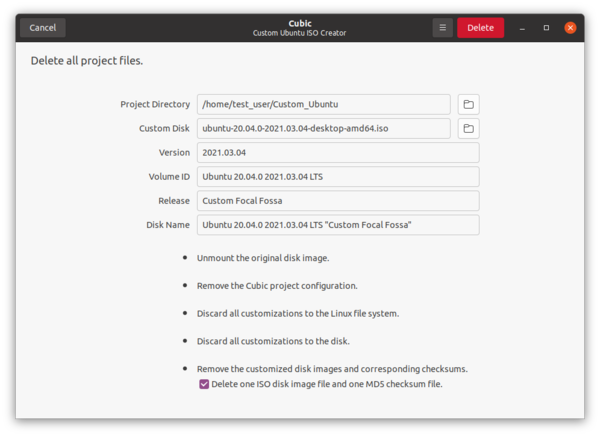 Cancel
Cubic
Custom Ubuntu ISO Creator
Delete
Delete all project files.
Project Directory /home/test_user/Custom_Ubuntu
Custom Disk ubuntu-20.04.0-2021.03.04-desktop-amd64.iso
Version 2021.03.04
Volume ID Ubuntu 20.04.0 2021.03.04 LTS
Release Custom Focal Fossa
Disk Name Ubuntu 20.04.0 2021.03.04 LTS "Custom Focal Fossa"
• Unmount the original disk image.
• Remove the Cubic project configuration.
• Discard all customizations to the Linux file system.
• Discard all customizations to the disk.
• Remove the customized disk images and corresponding checksums.
Delete one ISO disk image file and one MD5 checksum file.